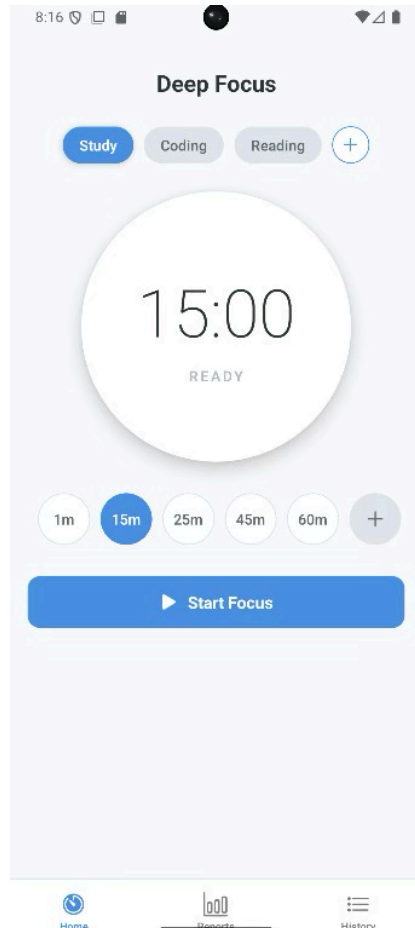 8:16
Deep Focus
Study Coding Reading +
15:00
READY
1m 15m 25m 45m 60m +
Start Focus
Home Reports History